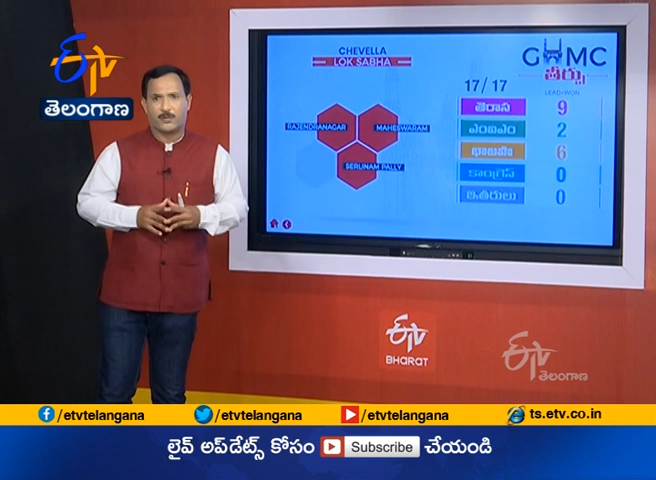 ETV
తెలంగాణ
CHEVELLA
LOK SABHA
GHMC
తీర్పు
17/ 17
LEAD+WON
RAJENDRANAGAR
MAHESWARAM
SERLINAM PALLY
తెరాస 9
ఎంఐఎం 2
భాజపా 6
కాంగ్రెస్ 0
ఇతరులు 0
ETV
BHARAT
ETV
తెలంగాణ
/etvtelangana /etvtelangana /etvtelangana ts.etv.co.in
లైవ్ అప్‌డేట్స్ కోసం Subscribe చేయండి